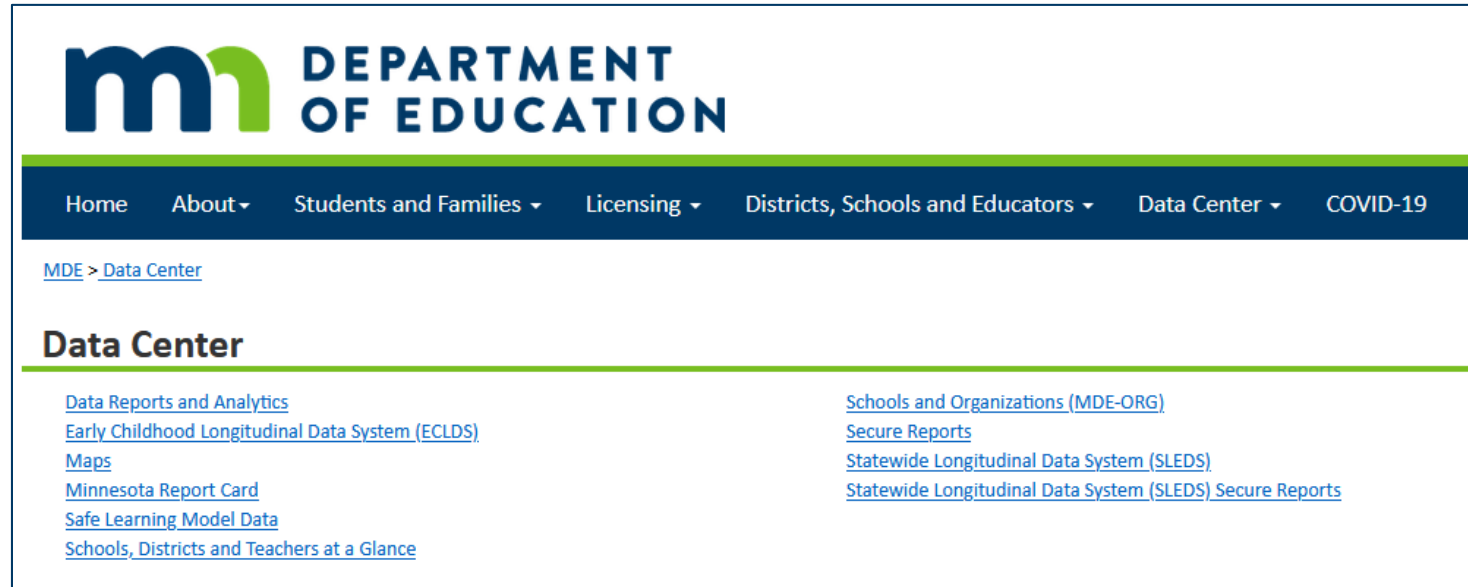 mn DEPARTMENT
OF EDUCATION
Home About Students and Families Licensing Districts, Schools and Educators Data Center COVID-19
MDE > Data Center
Data Center
Data Reports and Analytics
Early Childhood Longitudinal Data System (ECLDS)
Maps
Minnesota Report Card
Safe Learning Model Data
Schools, Districts and Teachers at a Glance
Schools and Organizations (MDE-ORG)
Secure Reports
Statewide Longitudinal Data System (SLEDS)
Statewide Longitudinal Data System (SLEDS) Secure Reports